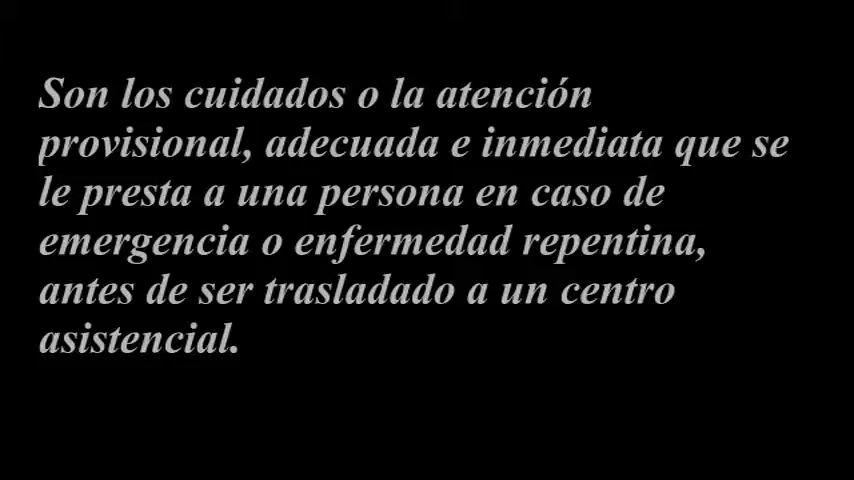 Son los cuidados o la atención
provisional, adecuada e inmediata que se
le presta a una persona en caso de
emergencia o enfermedad repentina,
antes de ser trasladado a un centro
asistencial.